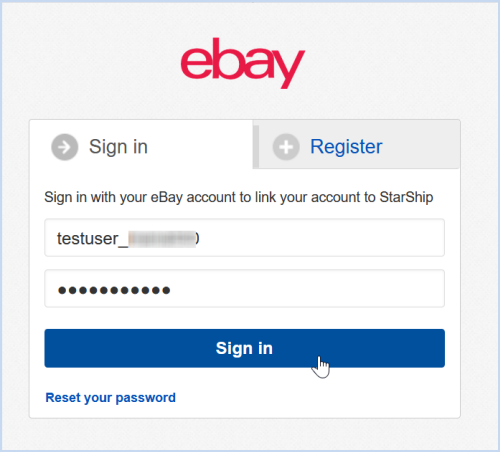 ebay
Sign in
Register
Sign in with your eBay account to link your account to StarShip
testuser_
●●●●●●●●●●●
Sign in
Reset your password